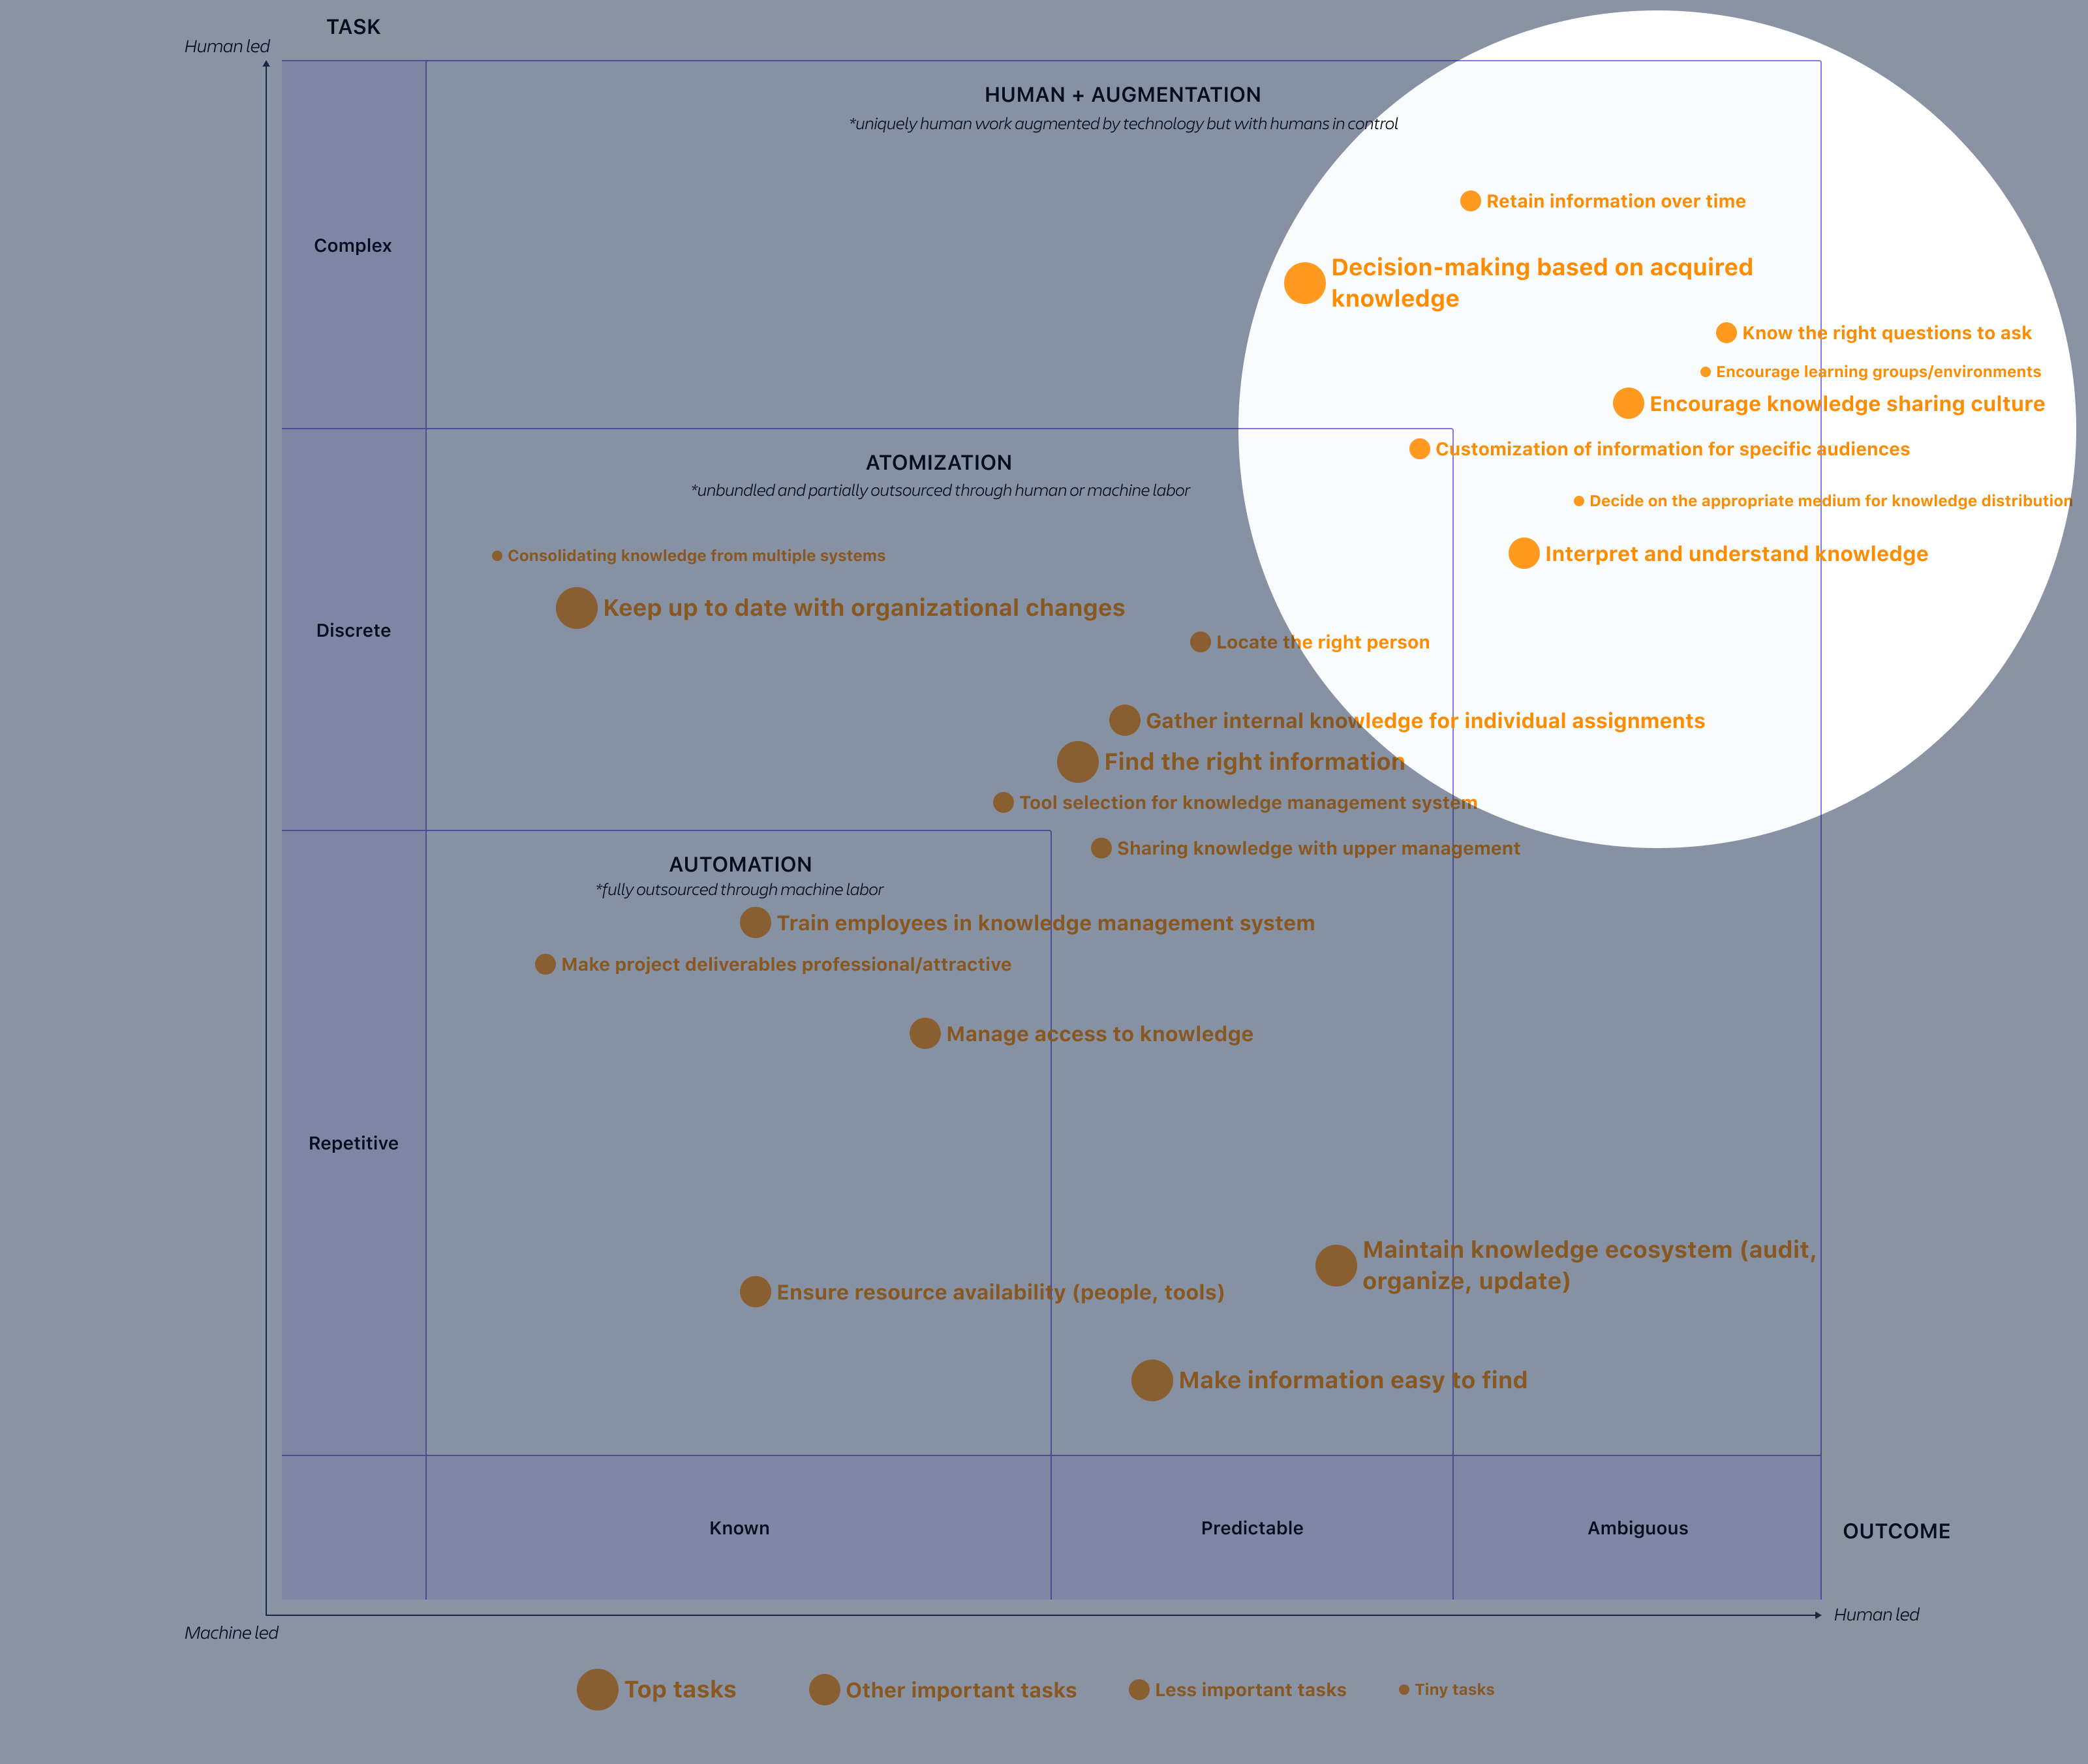 TASK
Human led
HUMAN + AUGMENTATION
*uniquely human work augmented by technology but with humans in control
Retain information over time
Complex
Decision-making based on acquired
knowledge
Know the right questions to ask
Encourage learning groups/environments
Encourage knowledge sharing culture
Customization of information for specific audiences
ATOMIZATION
*unbundled and partially outsourced through human or machine labor
Decide on the appropriate medium for knowledge distribution
Interpret and understand knowledge
Consolidating knowledge from multiple systems
Keep up to date with organizational changes
Discrete
Locate the right person
Gather internal knowledge for individual assignments
Find the right information
Tool selection for knowledge management system
Sharing knowledge with upper management
AUTOMATION
*fully outsourced through machine labor
Train employees in knowledge management system
Make project deliverables professional/attractive
Manage access to knowledge
Repetitive
Maintain knowledge ecosystem (audit,
organize, update)
Ensure resource availability (people, tools)
Make information easy to find
Known
Predictable
Ambiguous
OUTCOME
Human led
Machine led
Top tasks
Other important tasks
Less important tasks
Tiny tasks